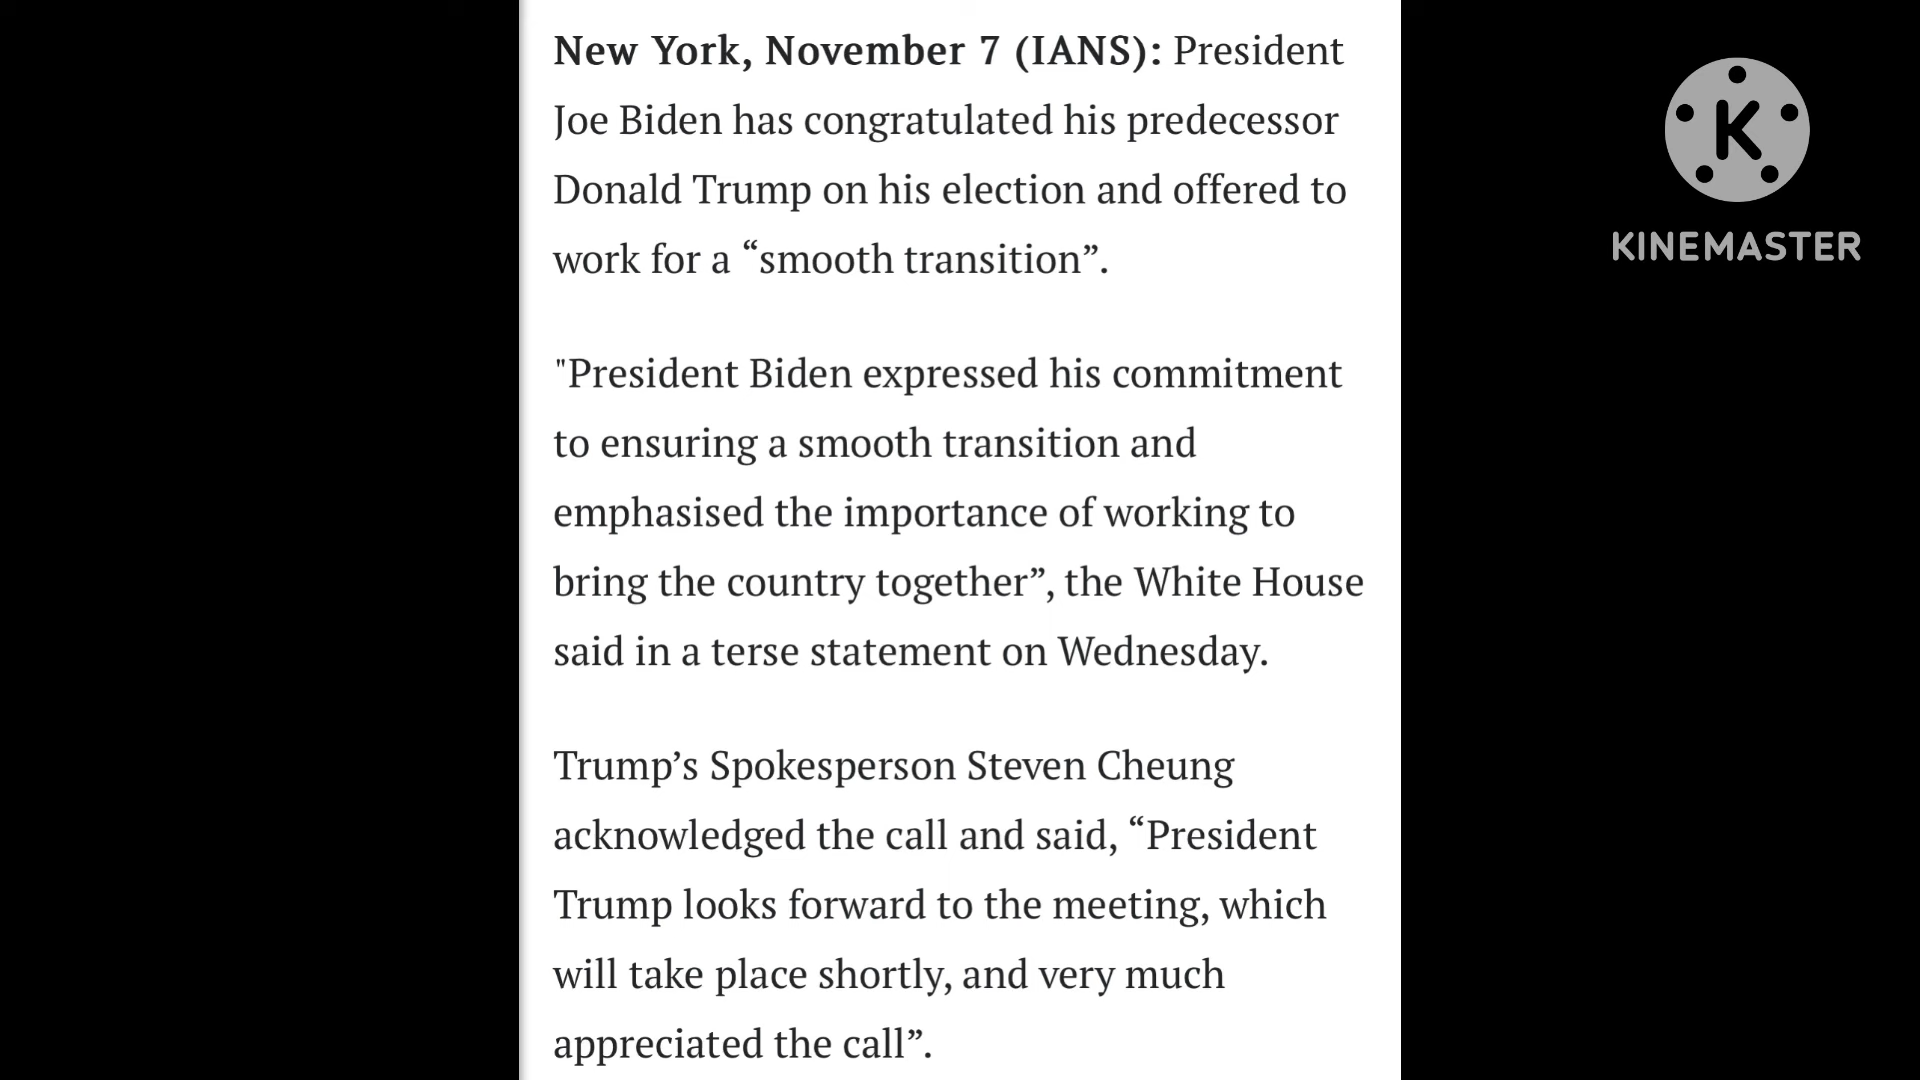 New York, November 7 (IANS): President
Joe Biden has congratulated his predecessor
Donald Trump on his election and offered to
work for a “smooth transition”.
"President Biden expressed his commitment
to ensuring a smooth transition and
emphasised the importance of working to
bring the country together”, the White House
said in a terse statement on Wednesday.
Trump’s Spokesperson Steven Cheung
acknowledged the call and said, “President
Trump looks forward to the meeting, which
will take place shortly, and very much
appreciated the call”.
K
KINEMASTER